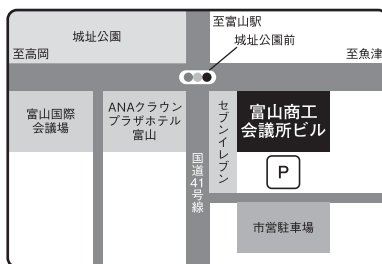 至富山駅
城址公園
城址公園前
至高岡
至魚津
富山国際
会議場
ANAクラウン
プラザホテル
富山
国道41号線
セブンイレブン
富山商工
会議所ビル
P
市営駐車場